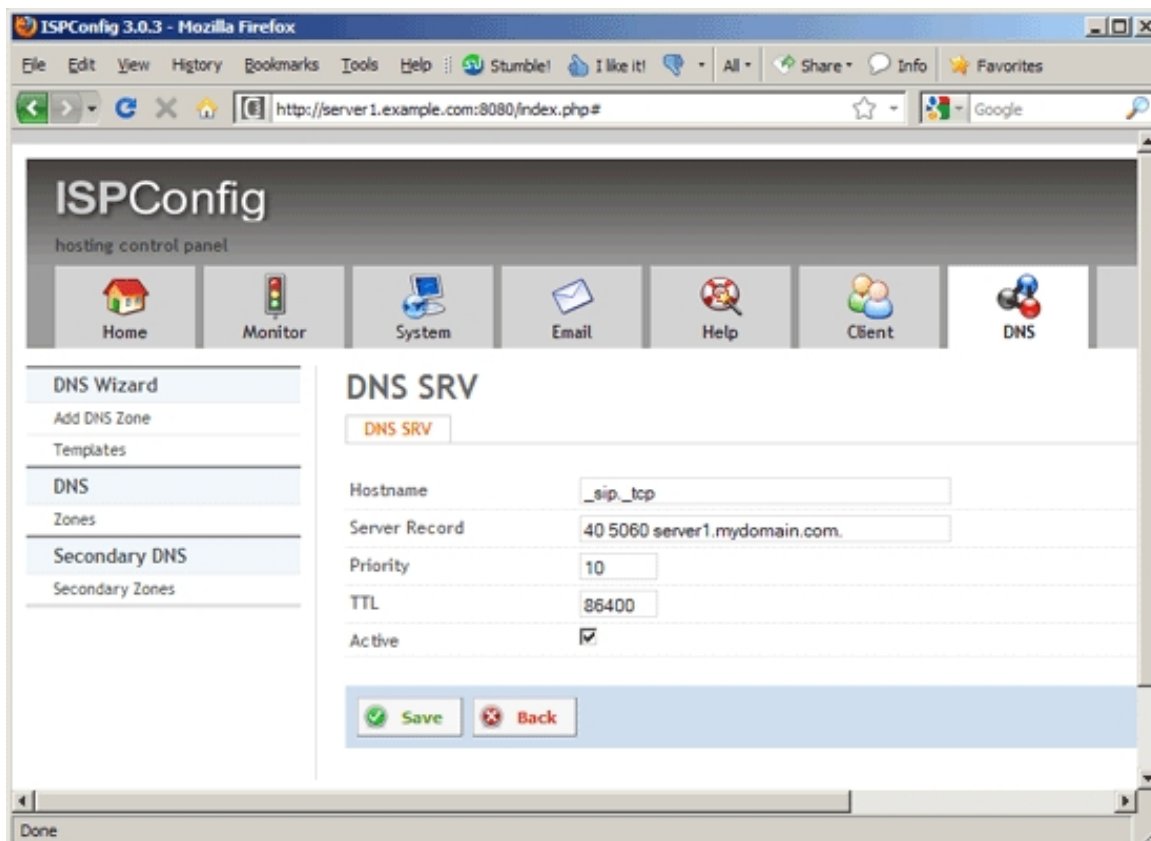 ISPConfig 3.0.3 - Mozilla Firefox
File Edit View History Bookmarks Tools Help Stumble! I like it! All Share Info Favorites
http://server1.example.com:8080/index.php# Google
ISPConfig
hosting control panel
Home Monitor System Email Help Client DNS
DNS Wizard
Add DNS Zone
Templates
DNS
Zones
Secondary DNS
Secondary Zones
DNS SRV
DNS SRV
Hostname _sip._tcp
Server Record 40 5060 server1.mydomain.com.
Priority 10
TTL 86400
Active
Save Back
Done